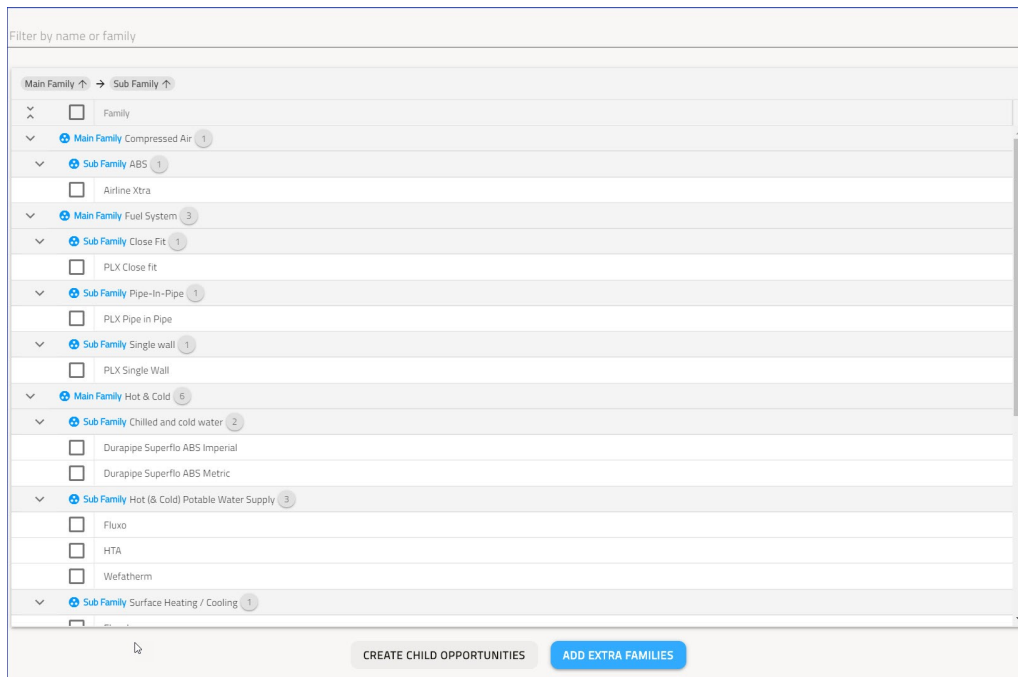 Filter by name or family
Main Family ↑ → Sub Family ↑
Family
Main Family Compressed Air 1
Sub Family ABS 1
Airline Xtra
Main Family Fuel System 3
Sub Family Close Fit 1
PLX Close fit
Sub Family Pipe-In-Pipe 1
PLX Pipe in Pipe
Sub Family Single wall 1
PLX Single Wall
Main Family Hot & Cold 6
Sub Family Chilled and cold water 2
Durapipe Superflo ABS Imperial
Durapipe Superflo ABS Metric
Sub Family Hot (& Cold) Potable Water Supply 3
Fluxo
HTA
Wefatherm
Sub Family Surface Heating / Cooling 1
CREATE CHILD OPPORTUNITIES ADD EXTRA FAMILIES